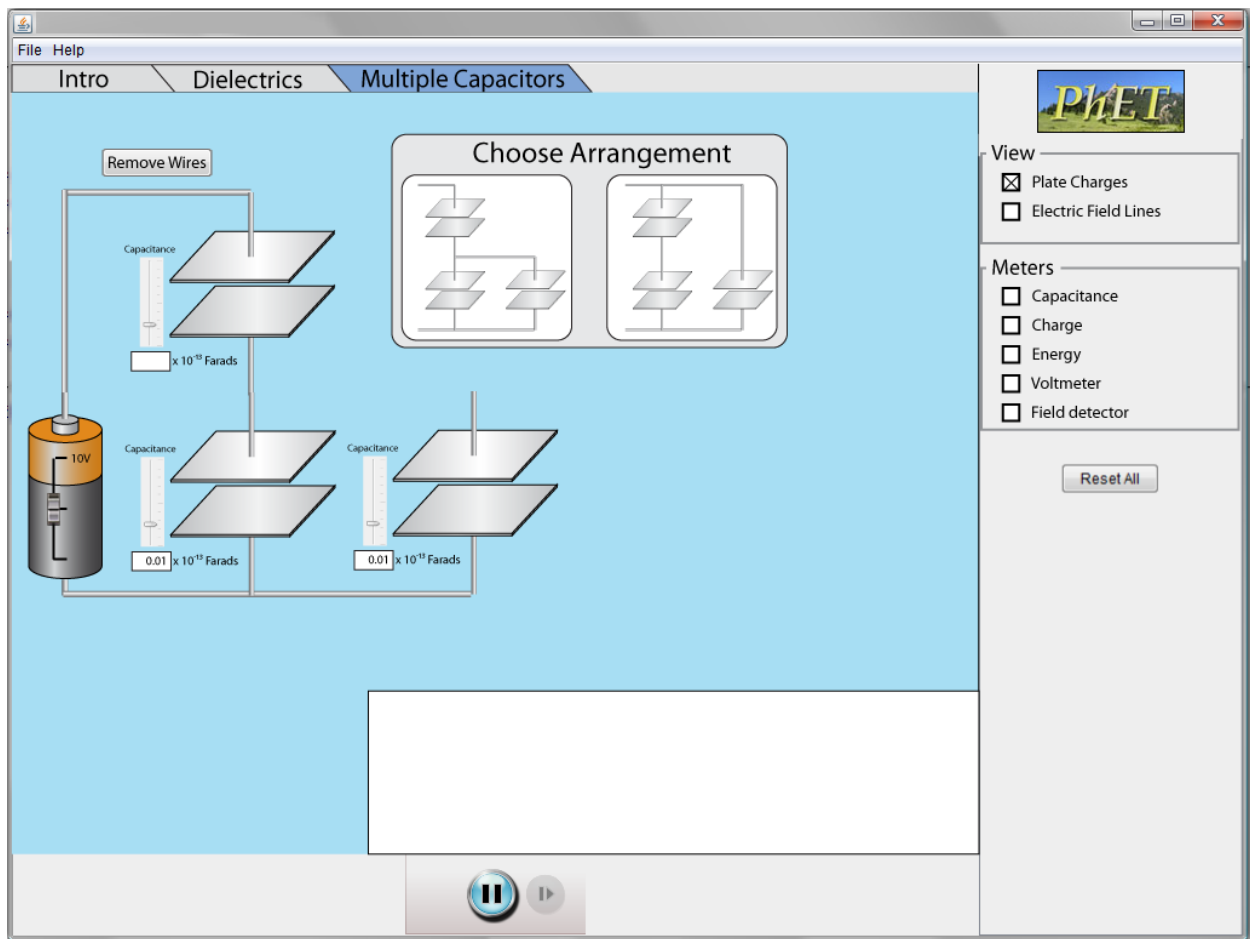 File Help
Intro Dielectrics Multiple Capacitors
PhET
Remove Wires
Choose Arrangement
View
Plate Charges
Electric Field Lines
Capacitance
x 10⁻¹³ Farads
Meters
Capacitance
Charge
Energy
Voltmeter
Field detector
10V
Capacitance
0.01 x 10⁻¹³ Farads
Capacitance
0.01 x 10⁻¹³ Farads
Reset All